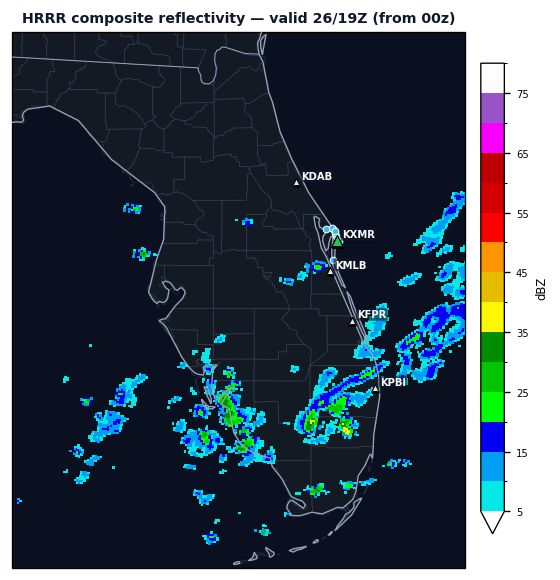 HRRR composite reflectivity — valid 26/19Z (from 00z)
KDAB
KXMR
KMLB
KFPR
KPBI
75
65
55
45
35
25
15
5
dBZ